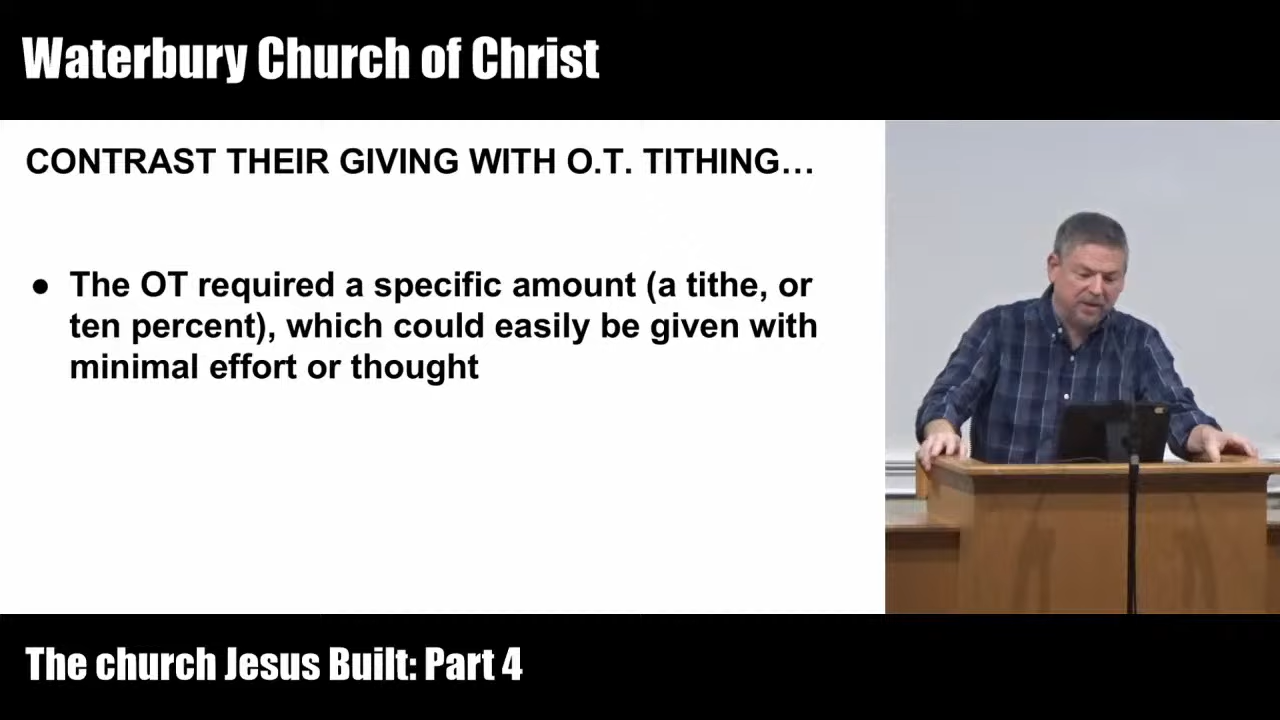 Waterbury Church of Christ
CONTRAST THEIR GIVING WITH O.T. TITHING…
● The OT required a specific amount (a tithe, or
ten percent), which could easily be given with
minimal effort or thought
The church Jesus Built: Part 4